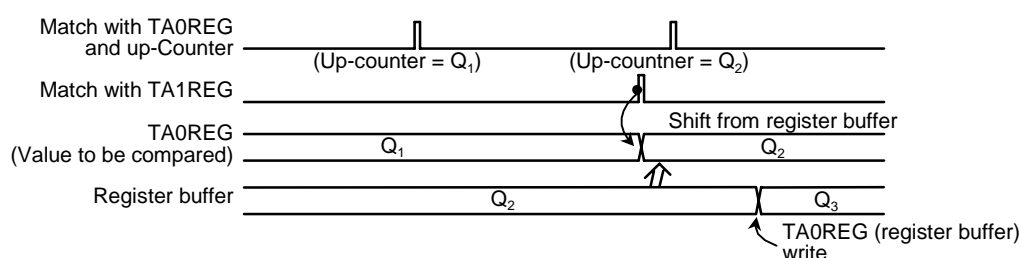 Match with TA0REG
and up-Counter
(Up-counter = Q1)
(Up-countner = Q2)
Match with TA1REG
Shift from register buffer
TA0REG
(Value to be compared)
Q1
Q2
Register buffer
Q2
Q3
TA0REG (register buffer)
write